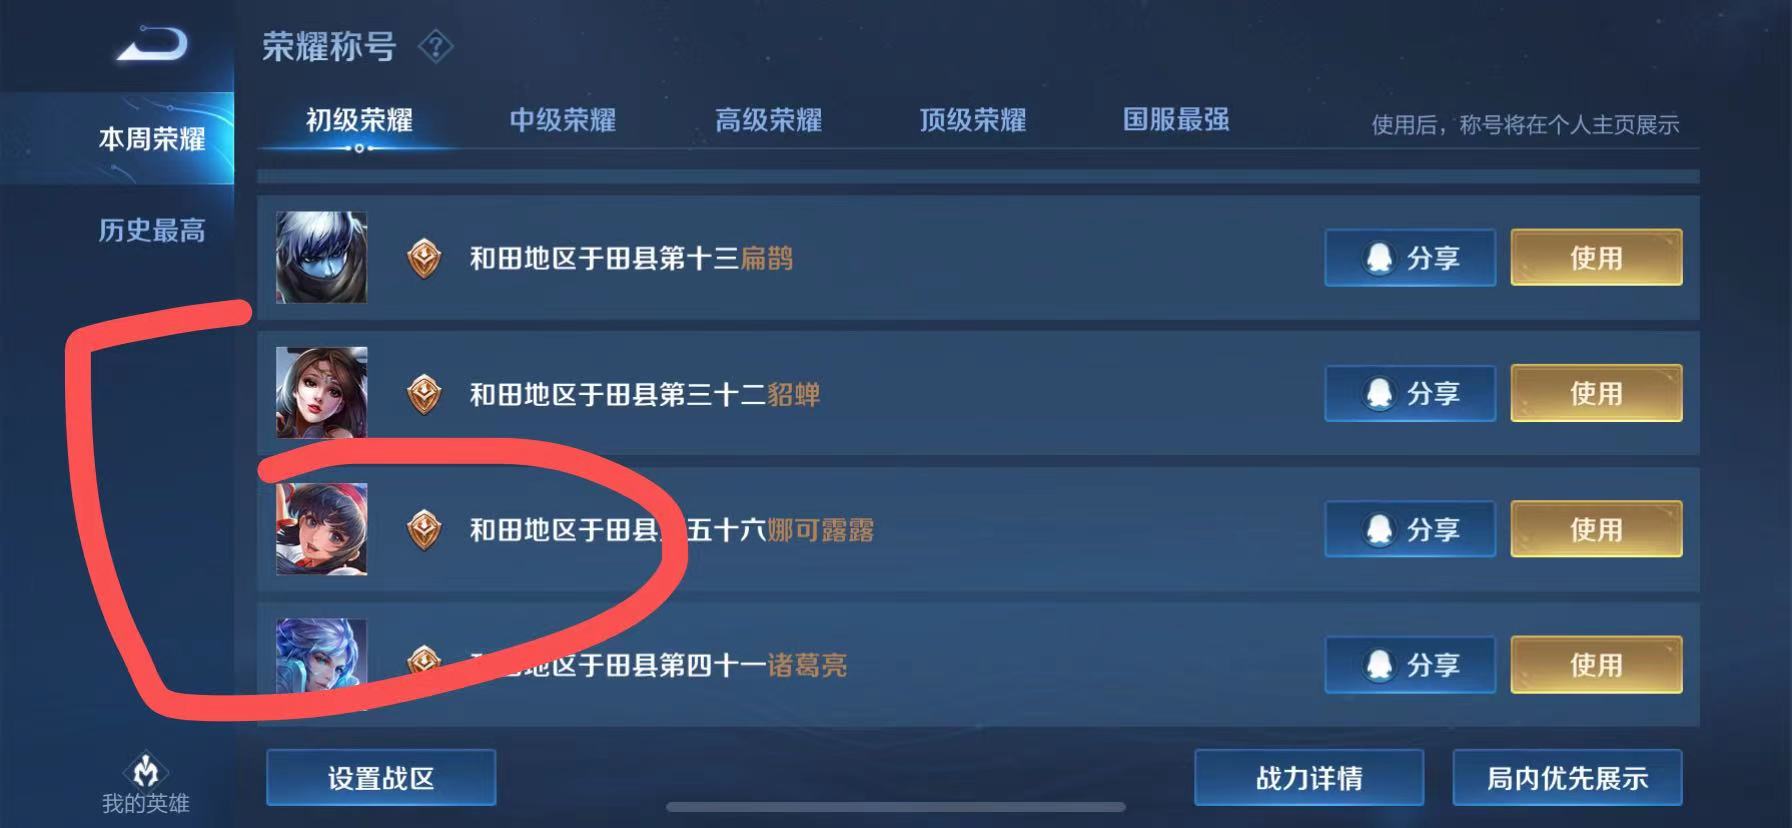 荣耀称号 ?
本周荣耀
历史最高
我的英雄
初级荣耀 中级荣耀 高级荣耀 顶级荣耀 国服最强 使用后，称号将在个人主页展示
和田地区于田县第十三扁鹊 分享 使用
和田地区于田县第三十二貂蝉 分享 使用
和田地区于田县 五十六娜可露露 分享 使用
田地区于田县第四十一诸葛亮 分享 使用
设置战区 战力详情 局内优先展示